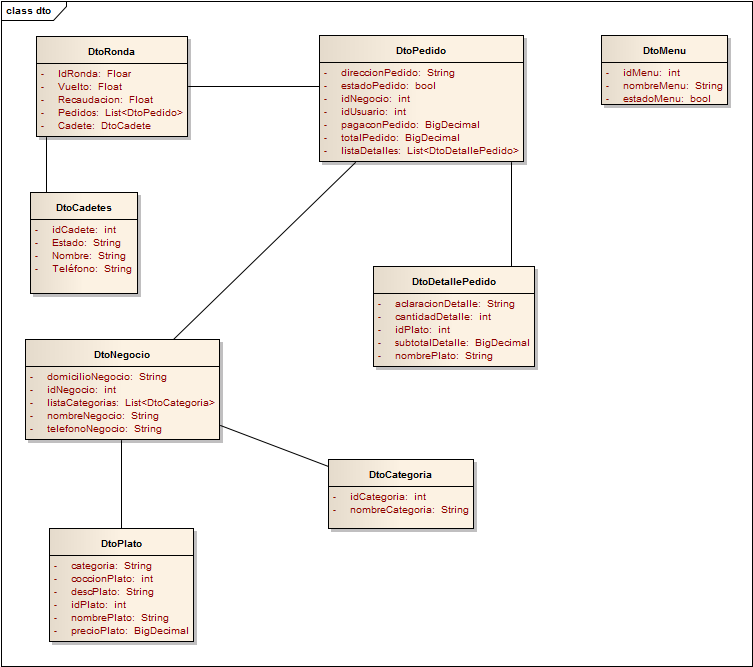 class dto
DtoRonda
- IdRonda: Floar
- Vuelto: Float
- Recaudacion: Float
- Pedidos: List<DtoPedido>
- Cadete: DtoCadete
DtoPedido
- direccionPedido: String
- estadoPedido: bool
- idNegocio: int
- idUsuario: int
- pagaconPedido: BigDecimal
- totalPedido: BigDecimal
- listaDetalles: List<DtoDetallePedido>
DtoMenu
- idMenu: int
- nombreMenu: String
- estadoMenu: bool
DtoCadetes
- idCadete: int
- Estado: String
- Nombre: String
- Teléfono: String
DtoDetallePedido
- aclaracionDetalle: String
- cantidadDetalle: int
- idPlato: int
- subtotalDetalle: BigDecimal
- nombrePlato: String
DtoNegocio
- domicilioNegocio: String
- idNegocio: int
- listaCategorias: List<DtoCategoria>
- nombreNegocio: String
- telefonoNegocio: String
DtoCategoria
- idCategoria: int
- nombreCategoria: String
DtoPlato
- categoria: String
- coccionPlato: int
- descPlato: String
- idPlato: int
- nombrePlato: String
- precioPlato: BigDecimal